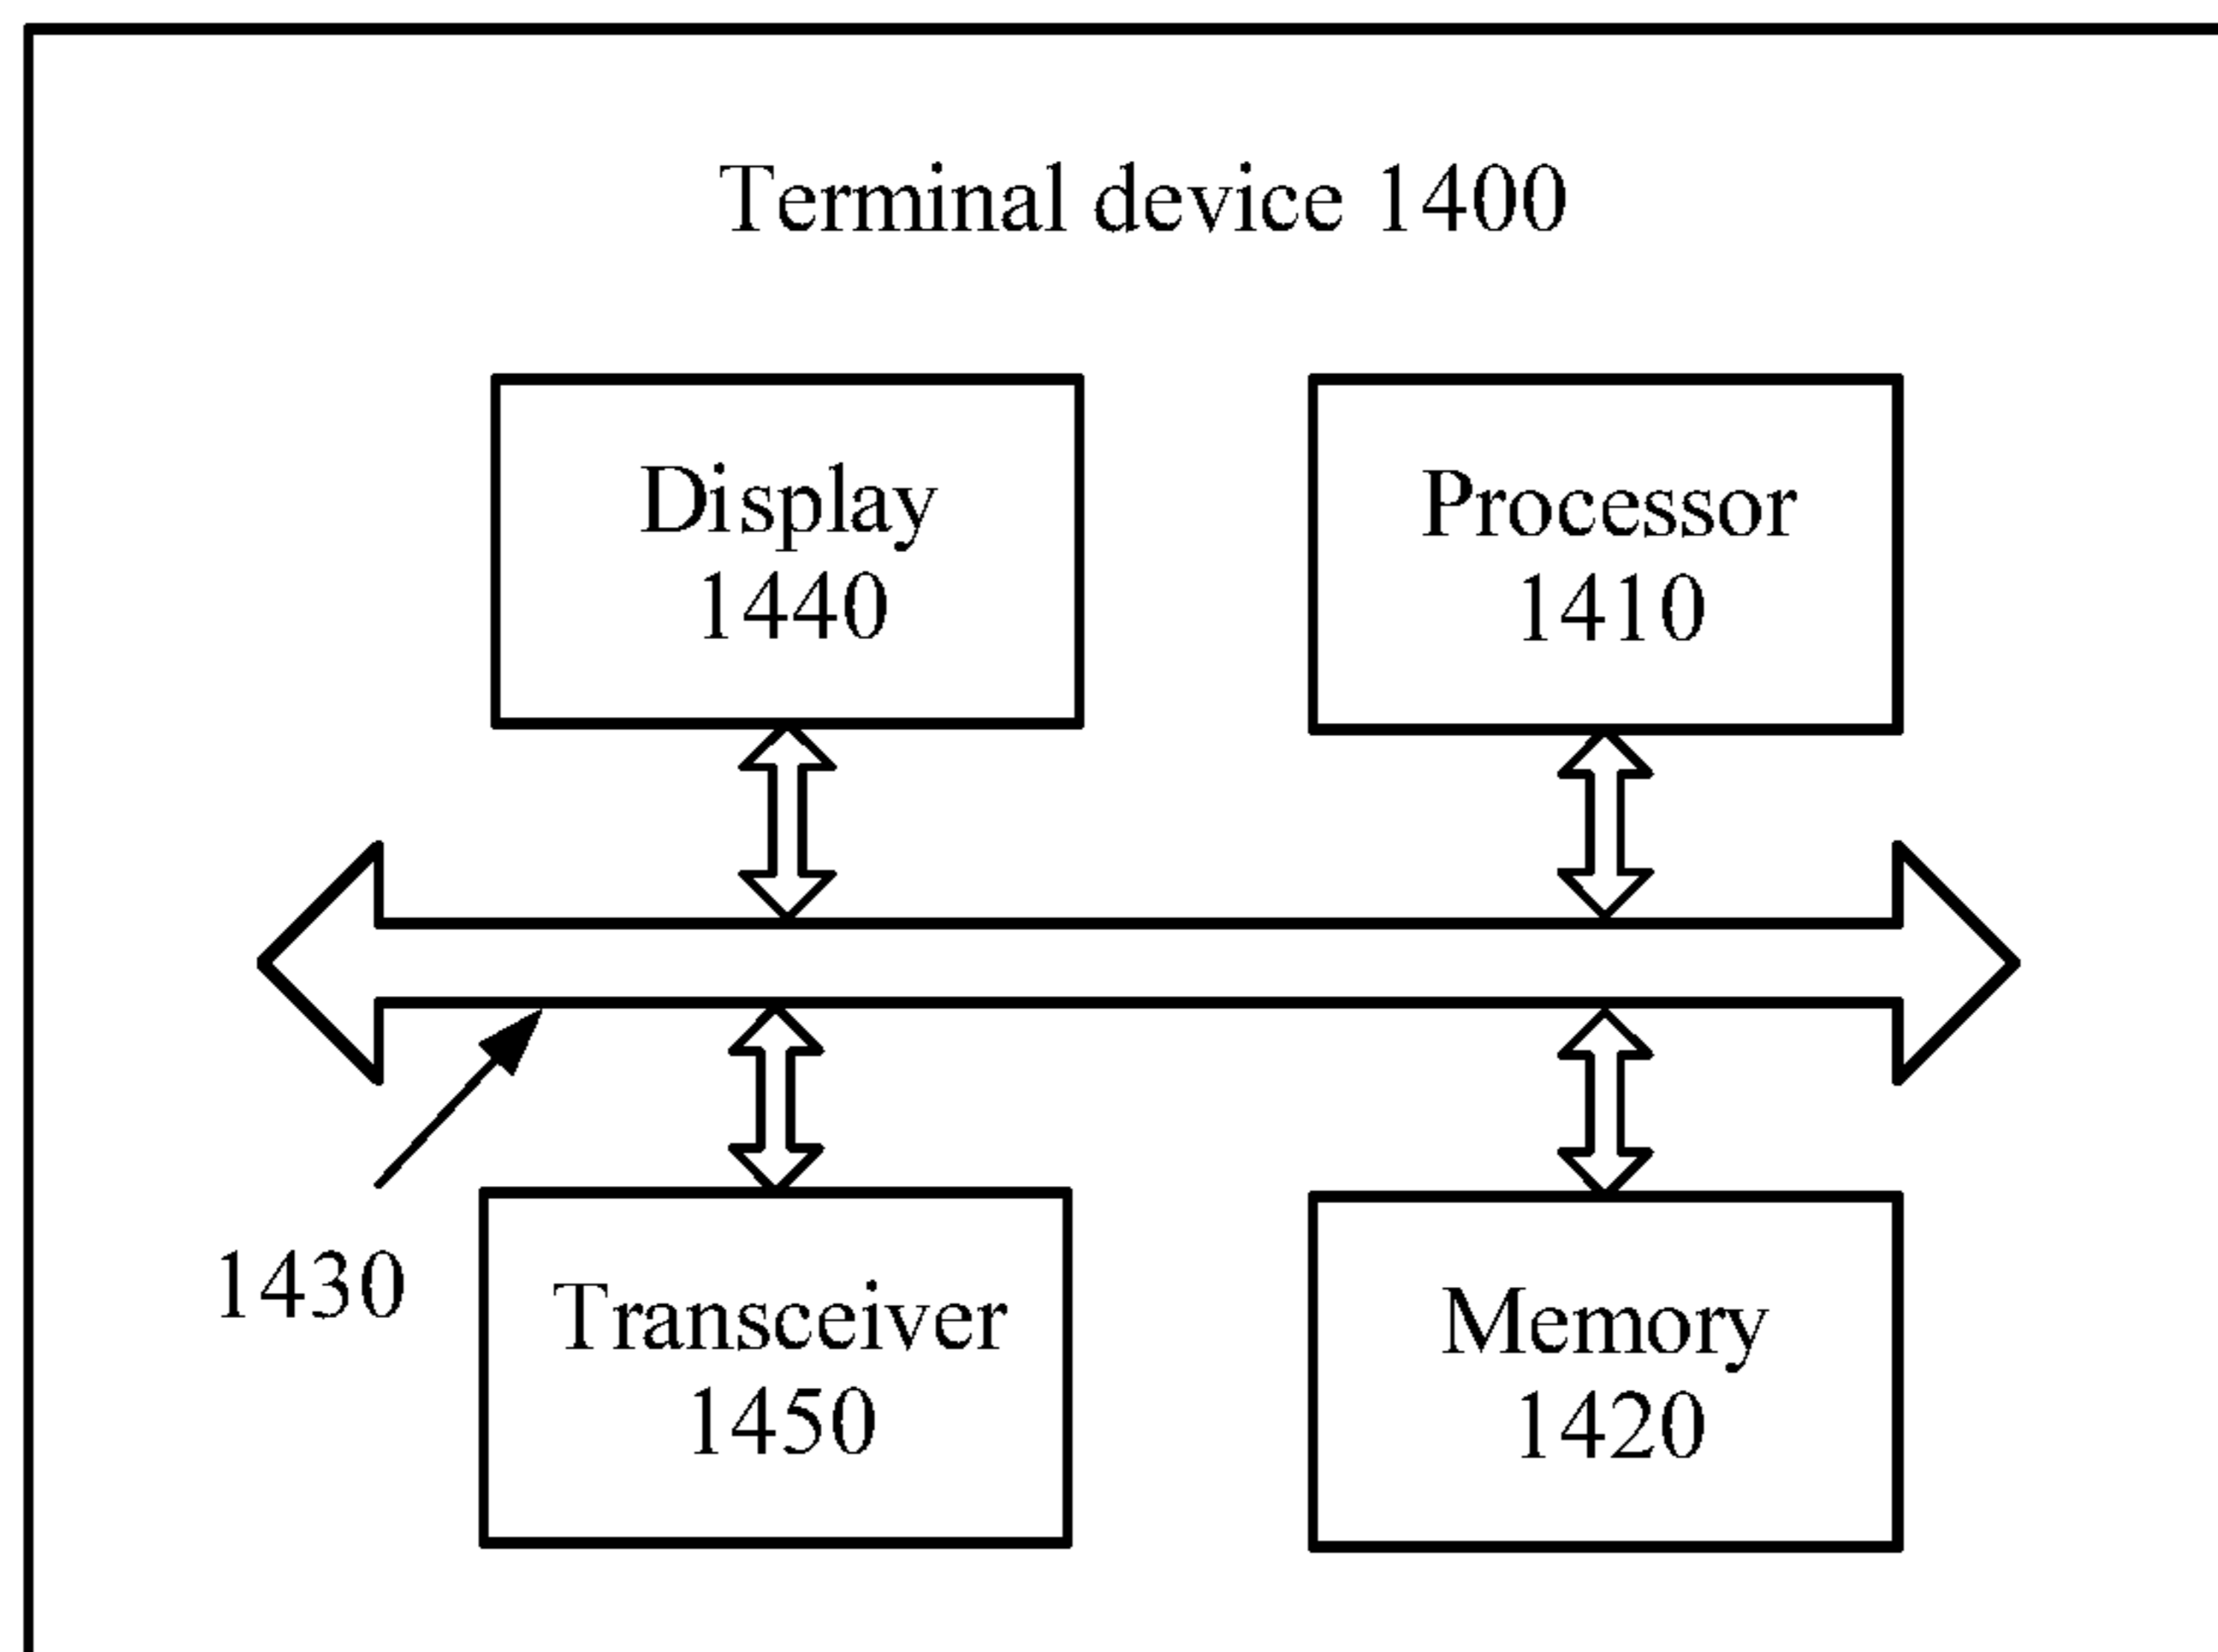 Terminal device 1400
Display
1440
Processor
1410
1430
Transceiver
1450
Memory
1420